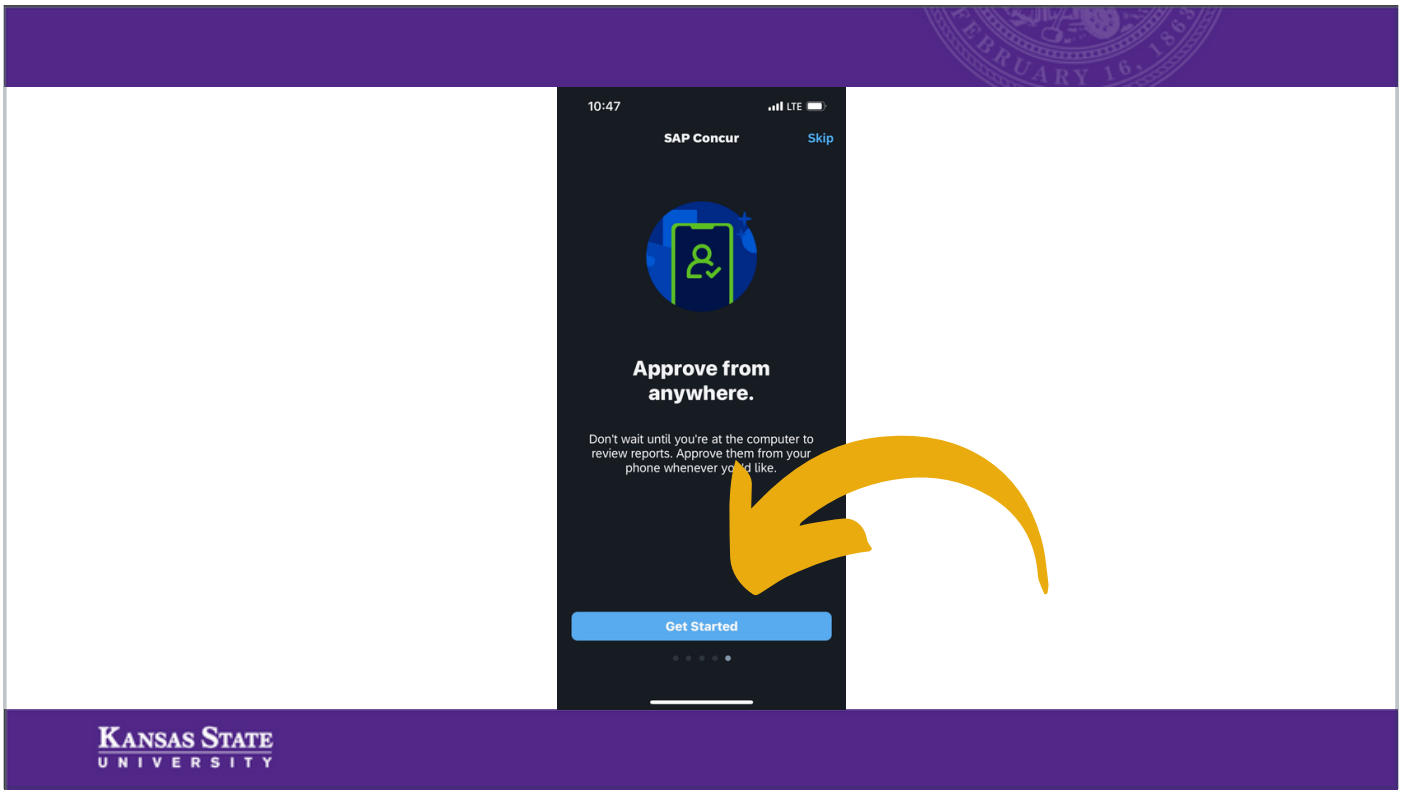 FEBRUARY 16, 1863
10:47 LTE
SAP Concur Skip
Approve from
anywhere.
Don't wait until you're at the computer to
review reports. Approve them from your
phone whenever you'd like.
Get Started
KANSAS STATE
UNIVERSITY